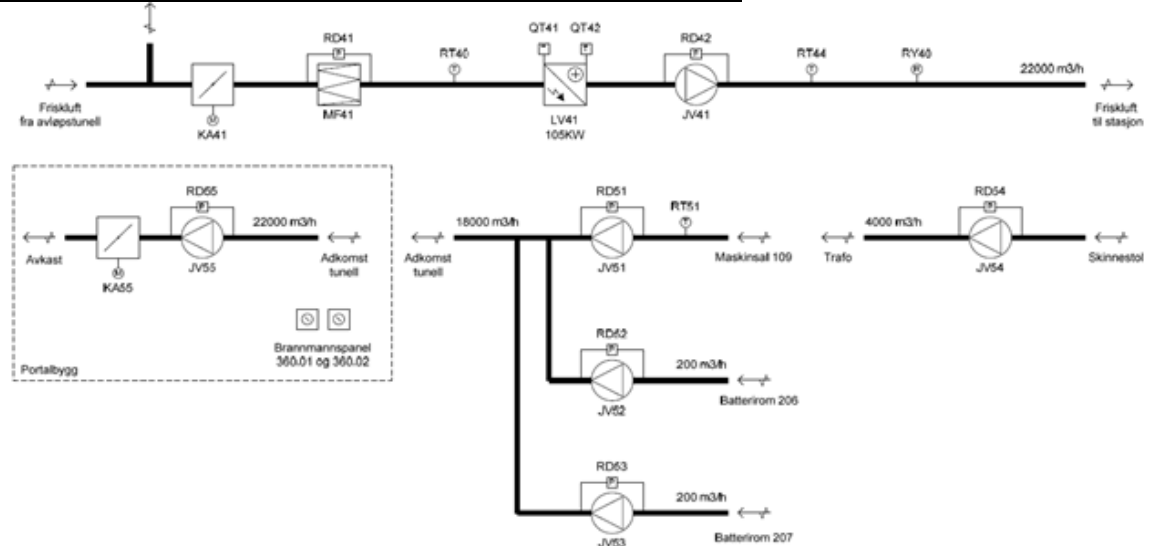 RD41
RT40
QT41
QT42
RD42
RT44
RY40
22000 m3/h
Friskluft
fra avløpstunell
M
KA41
P
MF41
T
LV41
105KW
P
JV41
T
R
Friskluft
til stasjon
RD55
P
22000 m3/h
Avkast
M
KA55
JV55
Adkomst
tunell
Brannmannspanel
360.01 og 360.02
Portalbygg
18000 m3/h
RD51
P
RT51
T
Adkomst
tunell
JV51
Maskinsall 109
4000 m3/h
RD54
P
Trafo
JV54
Skinnestol
RD52
P
200 m3/h
JV52
Batterirom 206
RD53
P
200 m3/h
JV53
Batterirom 207